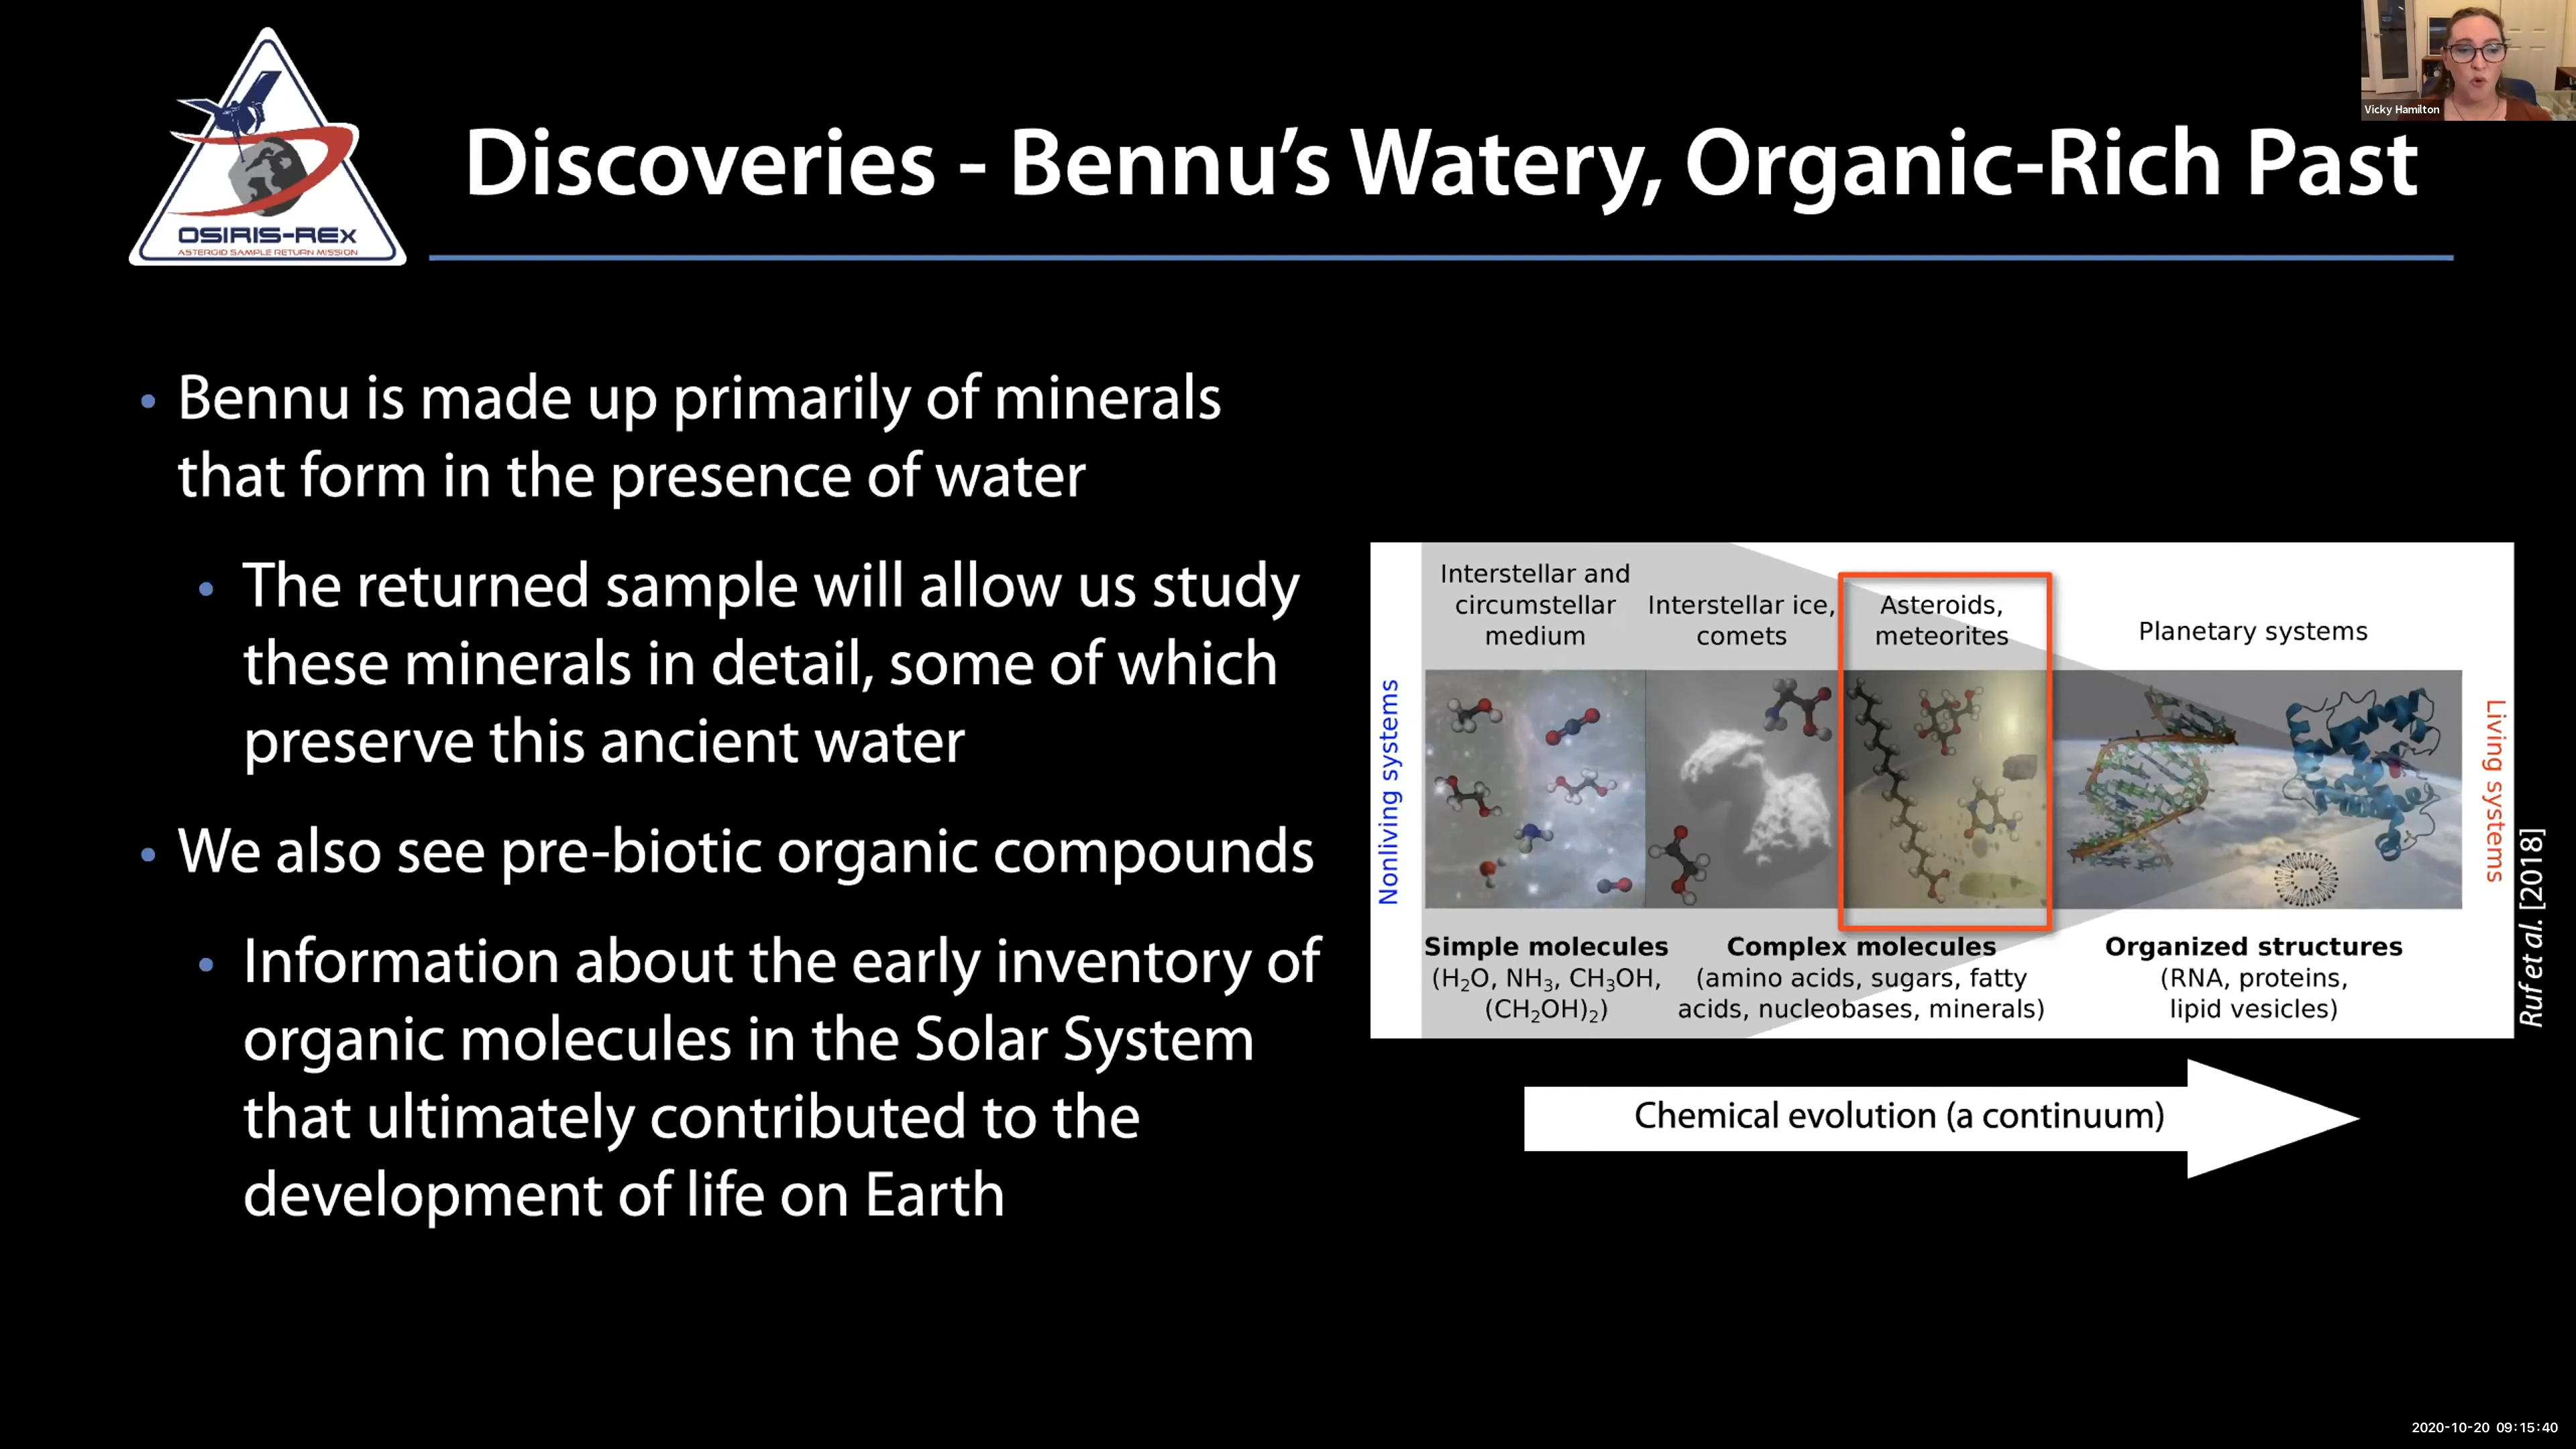 Vicky Hamilton
OSIRIS-REx
ASTEROID SAMPLE RETURN MISSION
Discoveries - Bennu’s Watery, Organic-Rich Past
• Bennu is made up primarily of minerals
that form in the presence of water
• The returned sample will allow us study
these minerals in detail, some of which
preserve this ancient water
• We also see pre-biotic organic compounds
• Information about the early inventory of
organic molecules in the Solar System
that ultimately contributed to the
development of life on Earth
Nonliving systems
Interstellar and
circumstellar
medium
Interstellar ice,
comets
Asteroids,
meteorites
Planetary systems
Living systems
Simple molecules
(H₂O, NH₃, CH₃OH,
(CH₂OH)₂)
Complex molecules
(amino acids, sugars, fatty
acids, nucleobases, minerals)
Organized structures
(RNA, proteins,
lipid vesicles)
Ruf et al. [2018]
Chemical evolution (a continuum)
2020-10-20 09:15:40